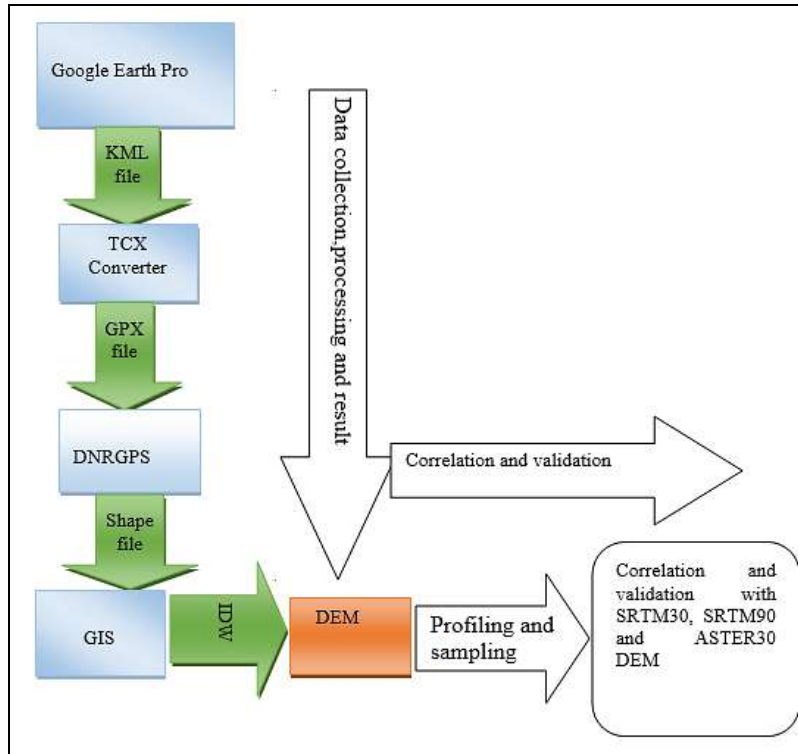 Google Earth Pro
KML
file
TCX
Converter
GPX
file
DNRGPS
Shape
file
GIS
IDW
DEM
Data collection,processing and result
Correlation and validation
Profiling and
sampling
Correlation and
validation with
SRTM30, SRTM90
and ASTER30
DEM